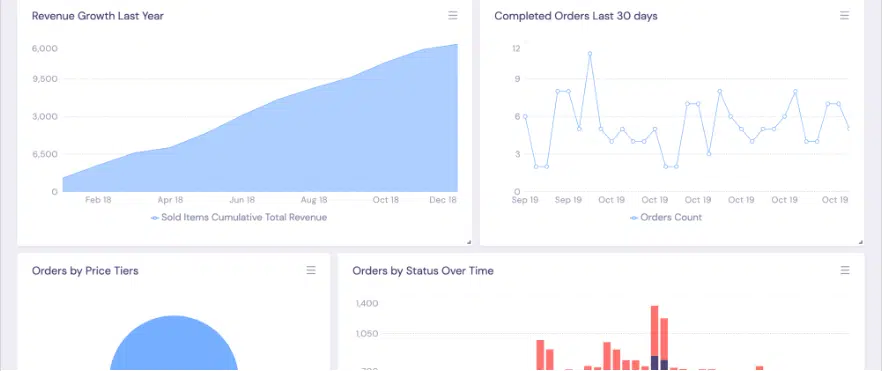 Revenue Growth Last Year
6,000
9,500
3,000
6,500
0
Feb 18 Apr 18 Jun 18 Aug 18 Oct 18 Dec 18
Sold Items Cumulative Total Revenue
Completed Orders Last 30 days
12
9
6
3
0
Sep 19 Sep 19 Oct 19 Oct 19 Oct 19 Oct 19 Oct 19 Oct 19
Orders Count
Orders by Price Tiers
Orders by Status Over Time
1,400
1,050